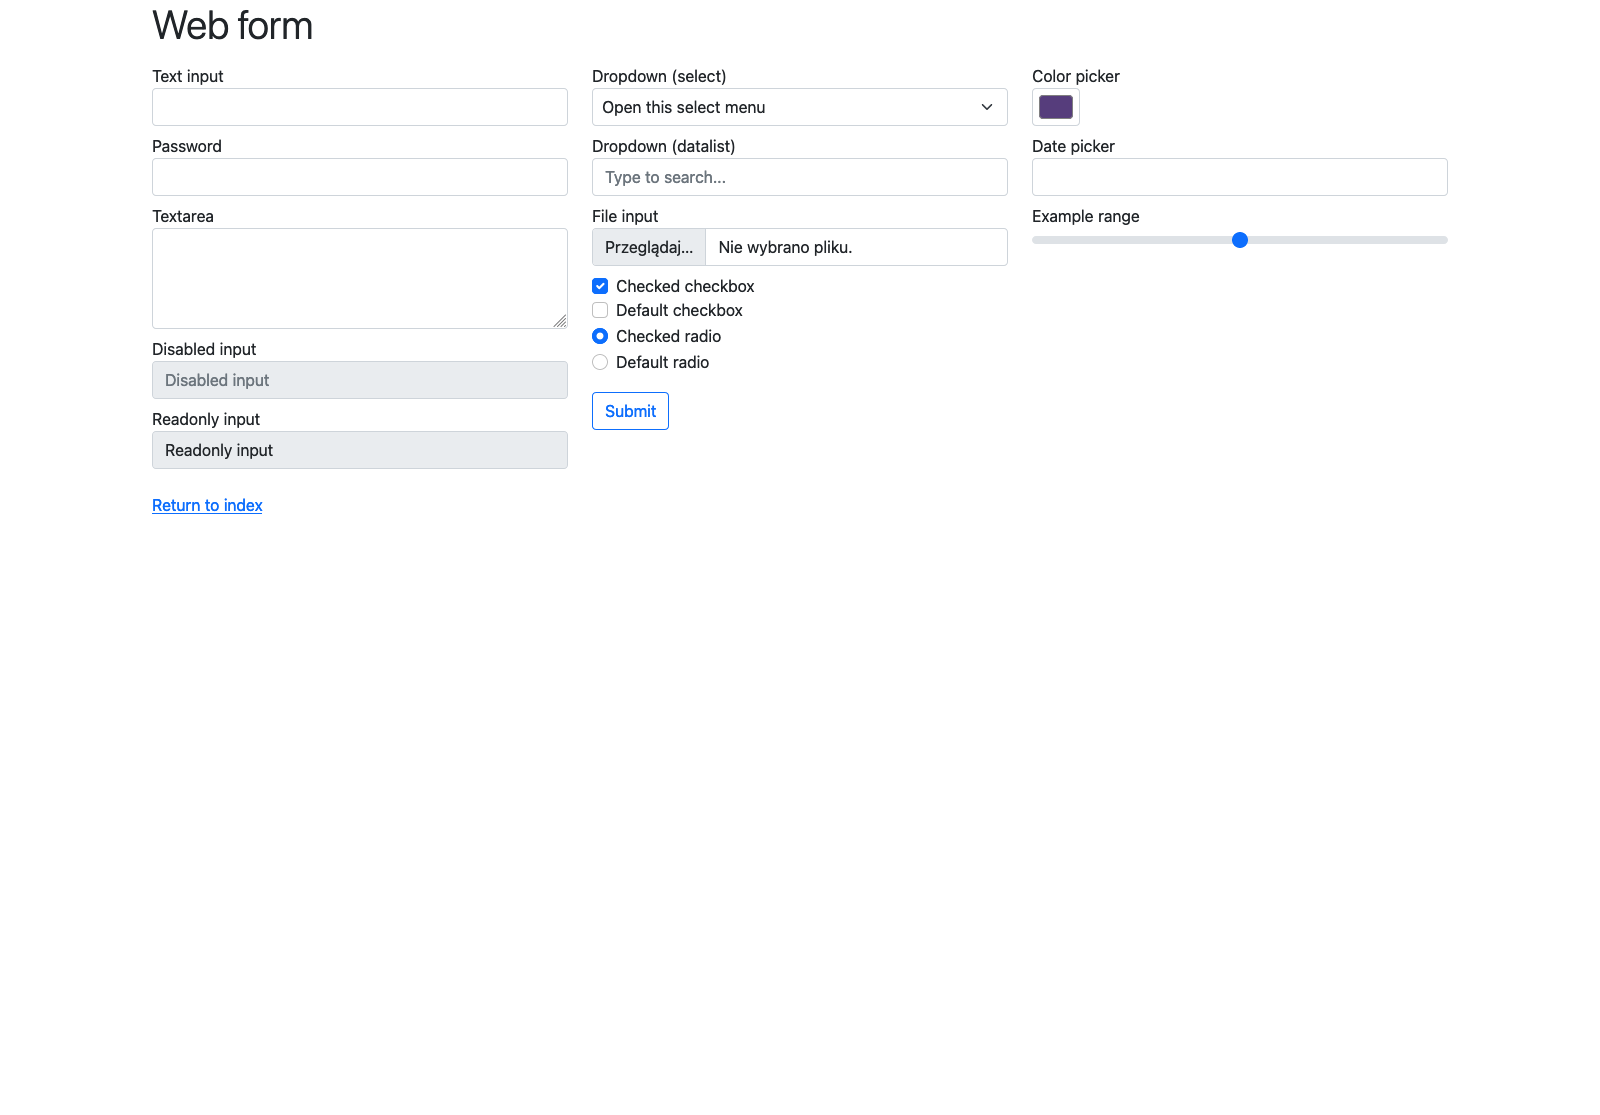 Web form
Text input
Password
Textarea
Disabled input
Disabled input
Readonly input
Readonly input
Return to index
Dropdown (select)
Open this select menu
Dropdown (datalist)
Type to search...
File input
Przeglądaj... Nie wybrano pliku.
Checked checkbox
Default checkbox
Checked radio
Default radio
Submit
Color picker
Date picker
Example range